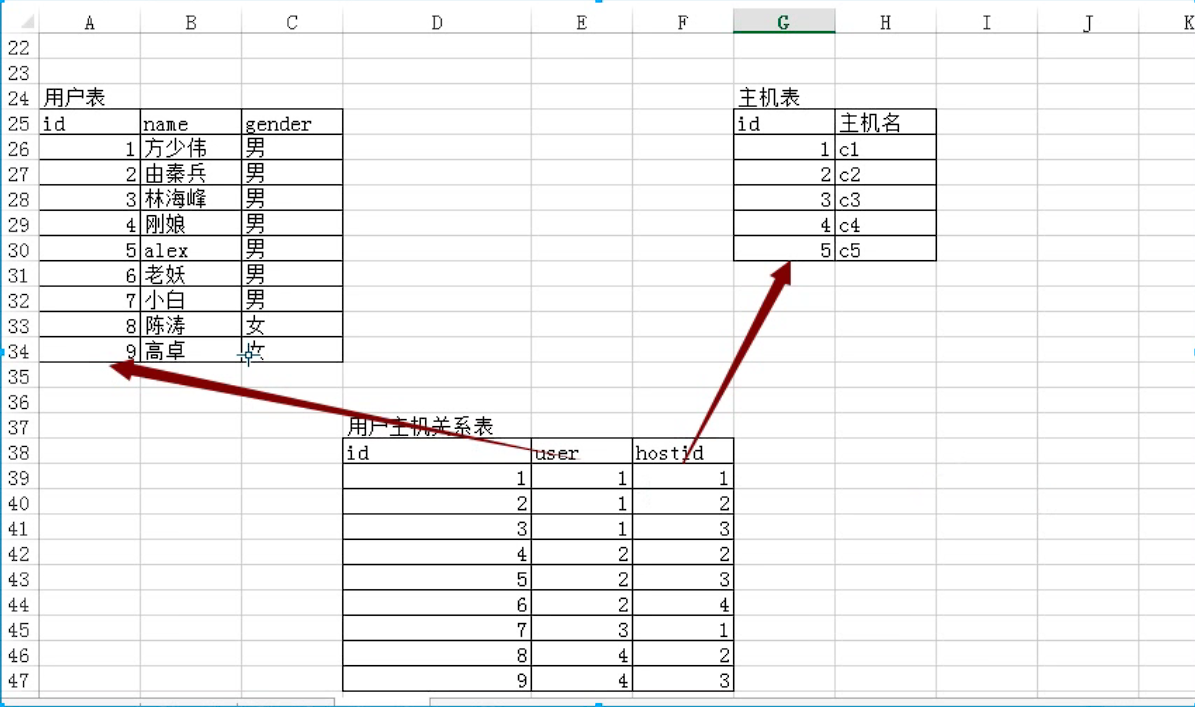 A B C D E F G H I J K
22
23
24 用户表 主机表
25 id name gender id 主机名
26 1 方少伟 男 1 c1
27 2 由秦兵 男 2 c2
28 3 林海峰 男 3 c3
29 4 刚娘 男 4 c4
30 5 alex 男 5 c5
31 6 老妖 男
32 7 小白 男
33 8 陈涛 女
34 9 高卓 女
35
36
37 用户主机关系表
38 id user hostid
39 1 1 1
40 2 1 2
41 3 1 3
42 4 2 2
43 5 2 3
44 6 2 4
45 7 3 1
46 8 4 2
47 9 4 3